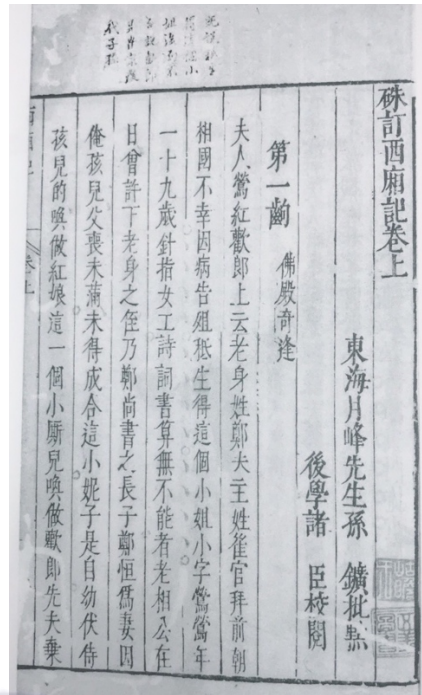 硃訂西廂記卷上
東海月峰先生孫 鑛批點
後學諸 臣校閱
第一齣 佛殿奇逢
夫人鶯紅歡郎上云老身姓鄭夫主姓崔官拜前朝
相國不幸因病告殂秪生得這個小姐小字鶯鶯年
一十九歲針指女工詩詞書算無不能者老相公在
日曾許下老身之侄乃鄭尚書之長子鄭恒爲妻因
俺孩兒父喪未滿未得成合這小妮子是自幼伏侍
孩兒的喚做紅娘這一個小厮兒喚做歡郎先夫棄
卷上